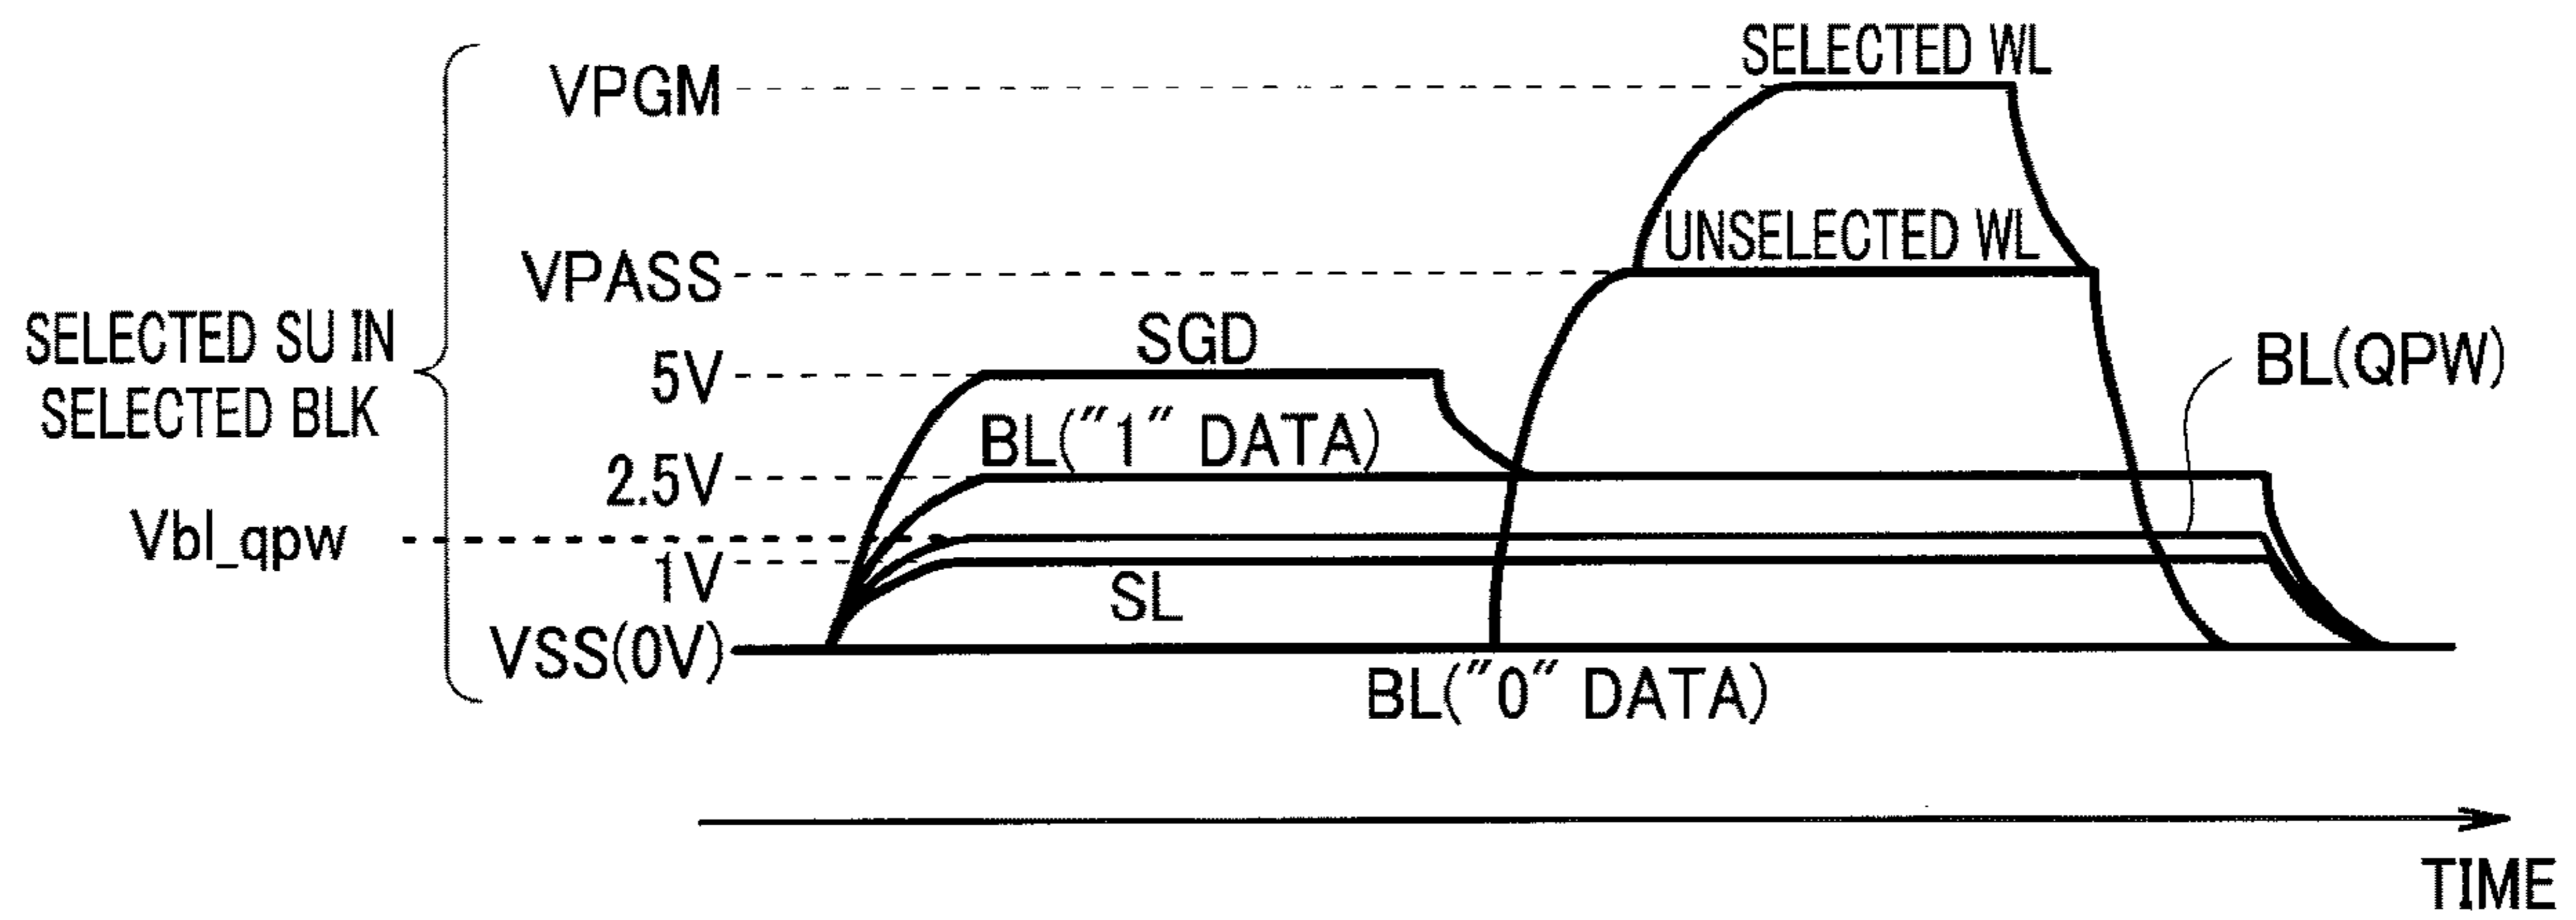 SELECTED WL
VPGM
UNSELECTED WL
VPASS
SELECTED SU IN
SELECTED BLK
SGD
5V
BL(QPW)
BL("1" DATA)
2.5V
Vbl_qpw
1V
SL
VSS(0V)
BL("0" DATA)
TIME